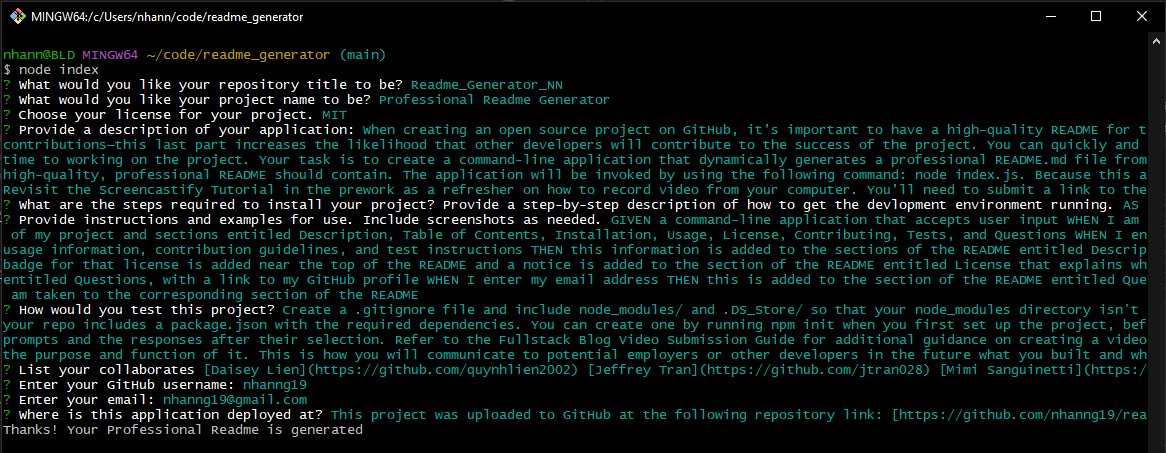 MINGW64:/c/Users/nhann/code/readme_generator
nhann@BLD MINGW64 ~/code/readme_generator (main)
$ node index
? What would you like your repository title to be? Readme_Generator_NN
? What would you like your project name to be? Professional Readme Generator
? Choose your license for your project. MIT
? Provide a description of your application: When creating an open source project on GitHub, it's important to have a high-quality README for t
contributions—this last part increases the likelihood that other developers will contribute to the success of the project. You can quickly and
time to working on the project. Your task is to create a command-line application that dynamically generates a professional README.md file from
high-quality, professional README should contain. The application will be invoked by using the following command: node index.js. Because this a
Revisit the Screencastify Tutorial in the prework as a refresher on how to record video from your computer. You'll need to submit a link to the
? What are the steps required to install your project? Provide a step-by-step description of how to get the devlopment environment running. AS
? Provide instructions and examples for use. Include screenshots as needed. GIVEN a command-line application that accepts user input WHEN I am
of my project and sections entitled Description, Table of Contents, Installation, Usage, License, Contributing, Tests, and Questions WHEN I en
usage information, contribution guidelines, and test instructions THEN this information is added to the sections of the README entitled Descrip
badge for that license is added near the top of the README and a notice is added to the section of the README entitled License that explains wh
entitled Questions, with a link to my GitHub profile WHEN I enter my email address THEN this is added to the section of the README entitled Que
am taken to the corresponding section of the README
? How would you test this project? Create a .gitignore file and include node_modules/ and .DS_Store/ so that your node_modules directory isn't
your repo includes a package.json with the required dependencies. You can create one by running npm init when you first set up the project, bef
prompts and the responses after their selection. Refer to the Fullstack Blog Video Submission Guide for additional guidance on creating a video
the purpose and function of it. This is how you will communicate to potential employers or other developers in the future what you built and wh
? List your collaborates [Daisey Lien](https://github.com/quynhlien2002) [Jeffrey Tran](https://github.com/jtran028) [Mimi Sanguinetti](https:/
? Enter your GitHub username: nhanng19
? Enter your email: nhanng19@gmail.com
? Where is this application deployed at? This project was uploaded to GitHub at the following repository link: [https://github.com/nhanng19/rea
Thanks! Your Professional Readme is generated